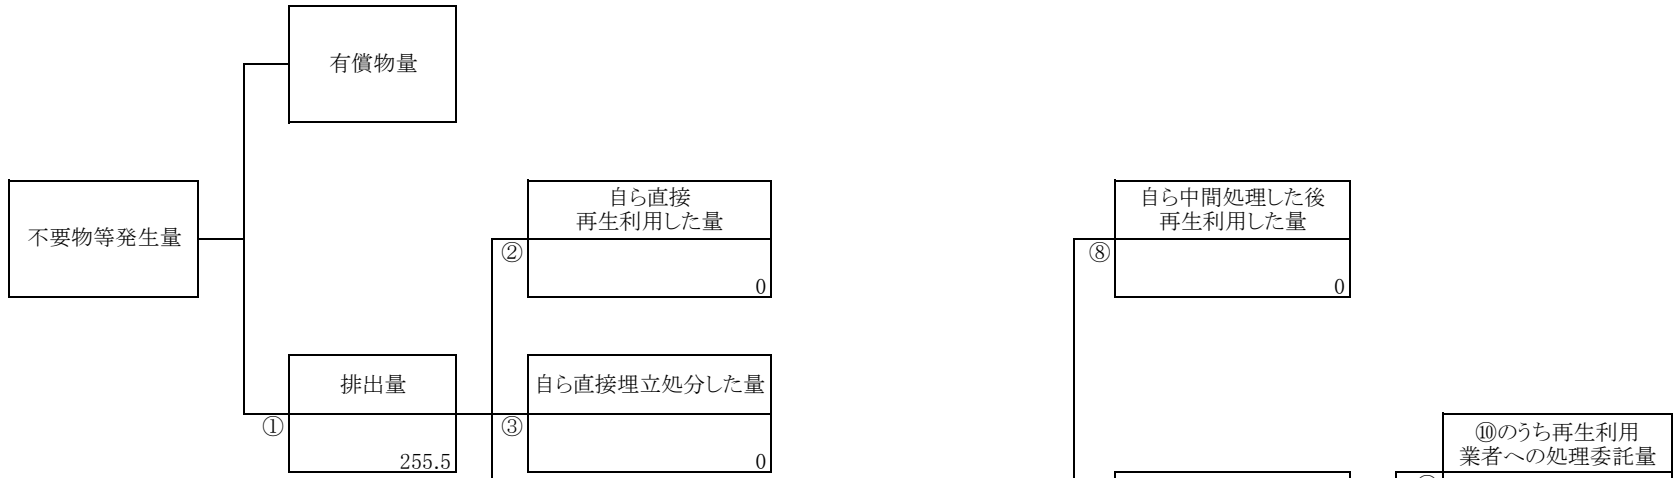 有償物量
不要物等発生量
自ら直接
再生利用した量
②
0
自ら中間処理した後
再生利用した量
⑧
0
排出量
①
255.5
自ら直接埋立処分した量
③
0
⑩のうち再生利用
業者への処理委託量